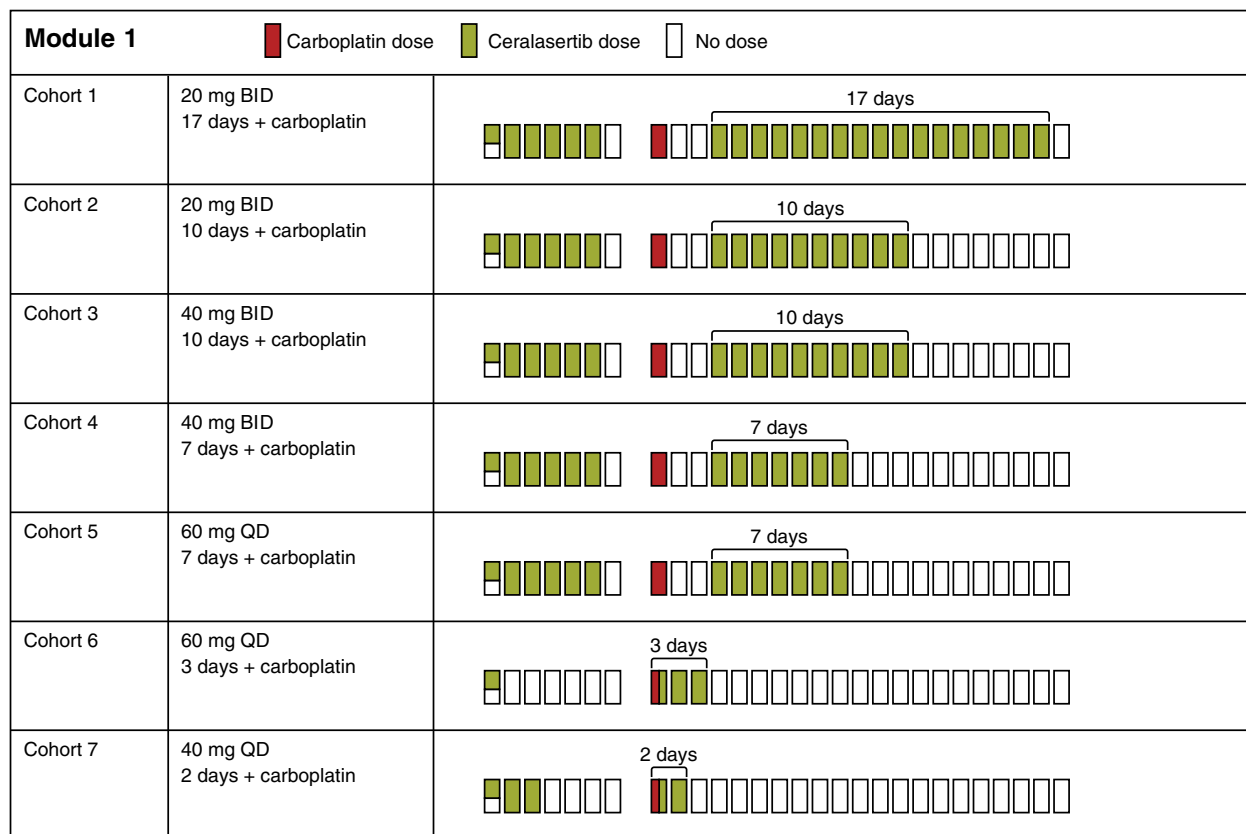 Module 1
Carboplatin dose
Ceralasertib dose
No dose
Cohort 1
20 mg BID
17 days + carboplatin
17 days
Cohort 2
20 mg BID
10 days + carboplatin
10 days
Cohort 3
40 mg BID
10 days + carboplatin
10 days
Cohort 4
40 mg BID
7 days + carboplatin
7 days
Cohort 5
60 mg QD
7 days + carboplatin
7 days
Cohort 6
60 mg QD
3 days + carboplatin
3 days
Cohort 7
40 mg QD
2 days + carboplatin
2 days